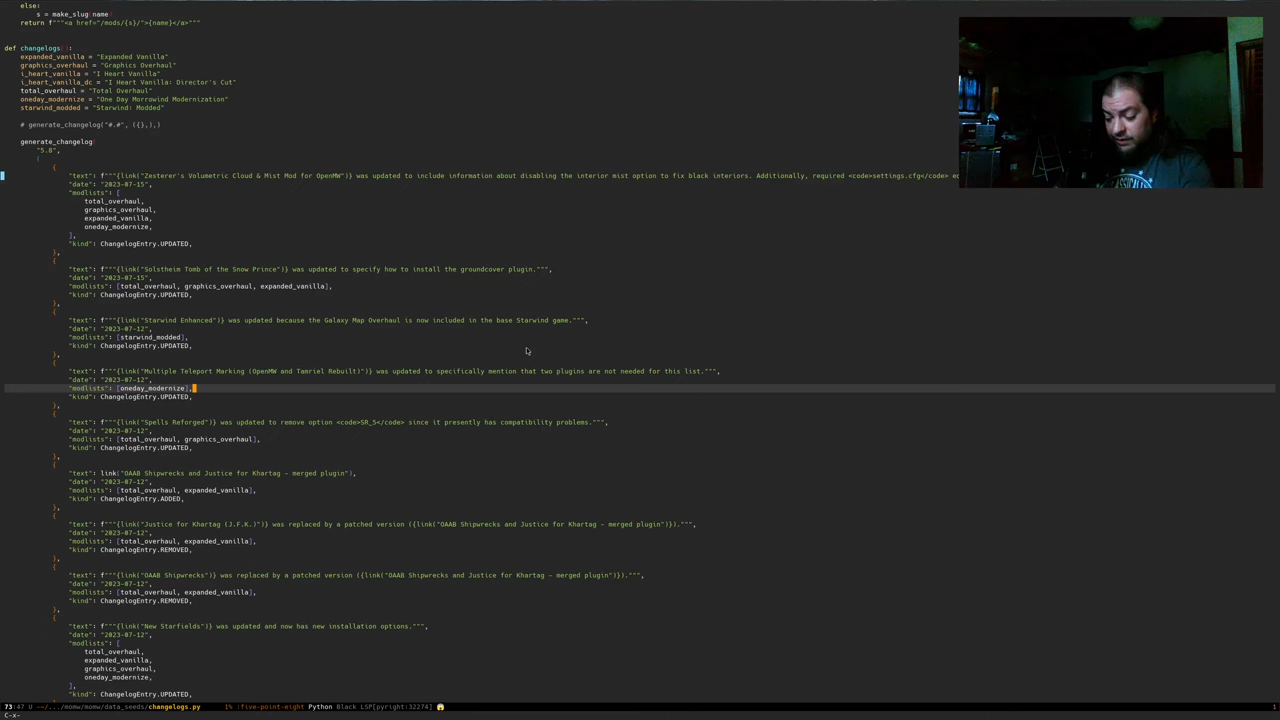 else:
s = make_slug(name)
return f"""<a href="/mods/{s}/">{name}</a>"""
def changelogs():
expanded_vanilla = "Expanded Vanilla"
graphics_overhaul = "Graphics Overhaul"
i_heart_vanilla = "I Heart Vanilla"
i_heart_vanilla_dc = "I Heart Vanilla: Director's Cut"
total_overhaul = "Total Overhaul"
oneday_modernize = "One Day Morrowind Modernization"
starwind_modded = "Starwind: Modded"
# generate_changelog("#.#", ({},),)
generate_changelog(
"5.8",
[
{
"text": f"""{link("Zesterer's Volumetric Cloud & Mist Mod for OpenMW")} was updated to include information about disabling the interior mist option to fix black interiors. Additionally, required <code>settings.cfg</code>
"date": "2023-07-15",
"modlists": [
total_overhaul,
graphics_overhaul,
expanded_vanilla,
oneday_modernize,
],
"kind": ChangelogEntry.UPDATED,
},
{
"text": f"""{link("Solstheim Tomb of the Snow Prince")} was updated to specify how to install the groundcover plugin.""",
"date": "2023-07-15",
"modlists": [total_overhaul, graphics_overhaul, expanded_vanilla],
"kind": ChangelogEntry.UPDATED,
},
{
"text": f"""{link("Starwind Enhanced")} was updated because the Galaxy Map Overhaul is now included in the base Starwind game.""",
"date": "2023-07-12",
"modlists": [starwind_modded],
"kind": ChangelogEntry.UPDATED,
},
{
"text": f"""{link("Multiple Teleport Marking (OpenMW and Tamriel Rebuilt)")} was updated to specifically mention that two plugins are not needed for this list.""",
"date": "2023-07-12",
"modlists": [oneday_modernize],
"kind": ChangelogEntry.UPDATED,
},
{
"text": f"""{link("Spells Reforged")} was updated to remove option <code>SR_5</code> since it presently has compatibility problems.""",
"date": "2023-07-12",
"modlists": [total_overhaul, graphics_overhaul],
"kind": ChangelogEntry.UPDATED,
},
{
"text": link("OAAB Shipwrecks and Justice for Khartag – merged plugin"),
"date": "2023-07-12",
"modlists": [total_overhaul, expanded_vanilla],
"kind": ChangelogEntry.ADDED,
},
{
"text": f"""{link("Justice for Khartag (J.F.K.)")} was replaced by a patched version ({link("OAAB Shipwrecks and Justice for Khartag – merged plugin")}).""",
"date": "2023-07-12",
"modlists": [total_overhaul, expanded_vanilla],
"kind": ChangelogEntry.REMOVED,
},
{
"text": f"""{link("OAAB Shipwrecks")} was replaced by a patched version ({link("OAAB Shipwrecks and Justice for Khartag – merged plugin")}).""",
"date": "2023-07-12",
"modlists": [total_overhaul, expanded_vanilla],
"kind": ChangelogEntry.REMOVED,
},
{
"text": f"""{link("New Starfields")} was updated and now has new installation options.""",
"date": "2023-07-12",
"modlists": [
total_overhaul,
expanded_vanilla,
graphics_overhaul,
oneday_modernize,
],
"kind": ChangelogEntry.UPDATED,
73:47 U ~/.../momw/momw/data_seeds/changelogs.py 1% :five-point-eight Python Black LSP[pyright:32274] 😱 1
C-x-